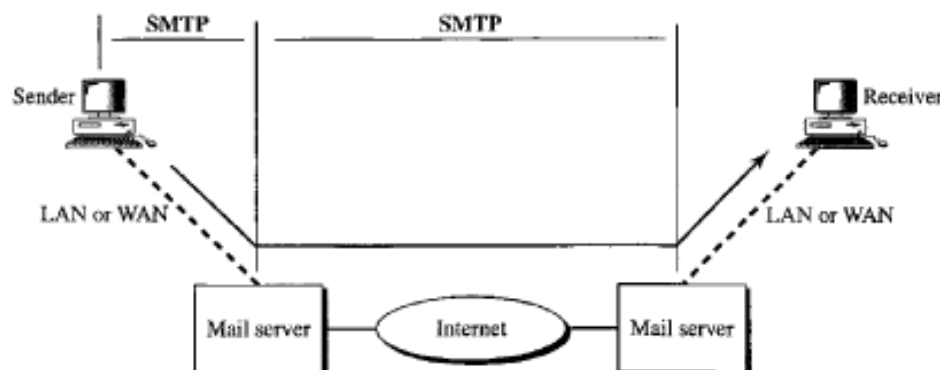 SMTP SMTP
Sender Receiver
LAN or WAN LAN or WAN
Mail server Internet Mail server